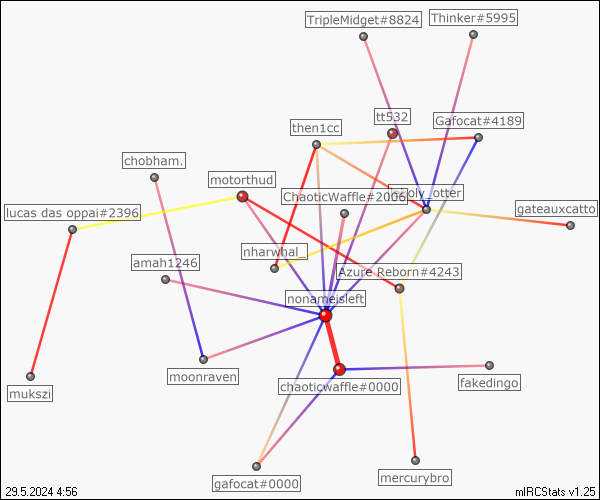 TripleMidget#8824
Thinker#5995
tt532
Gafocat#4189
then1cc
chobham.
motorthud
ChaoticWaffle#2006
_otter
lucas das oppai#2396
gateauxcatto
nharwhal_
amah1246
Azure Reborn#4243
nonameisleft
moonraven
chaoticwaffle#0000
fakedingo
mukszi
gafocat#0000
mercurybro
29.5.2024 4:56
mIRCStats v1.25